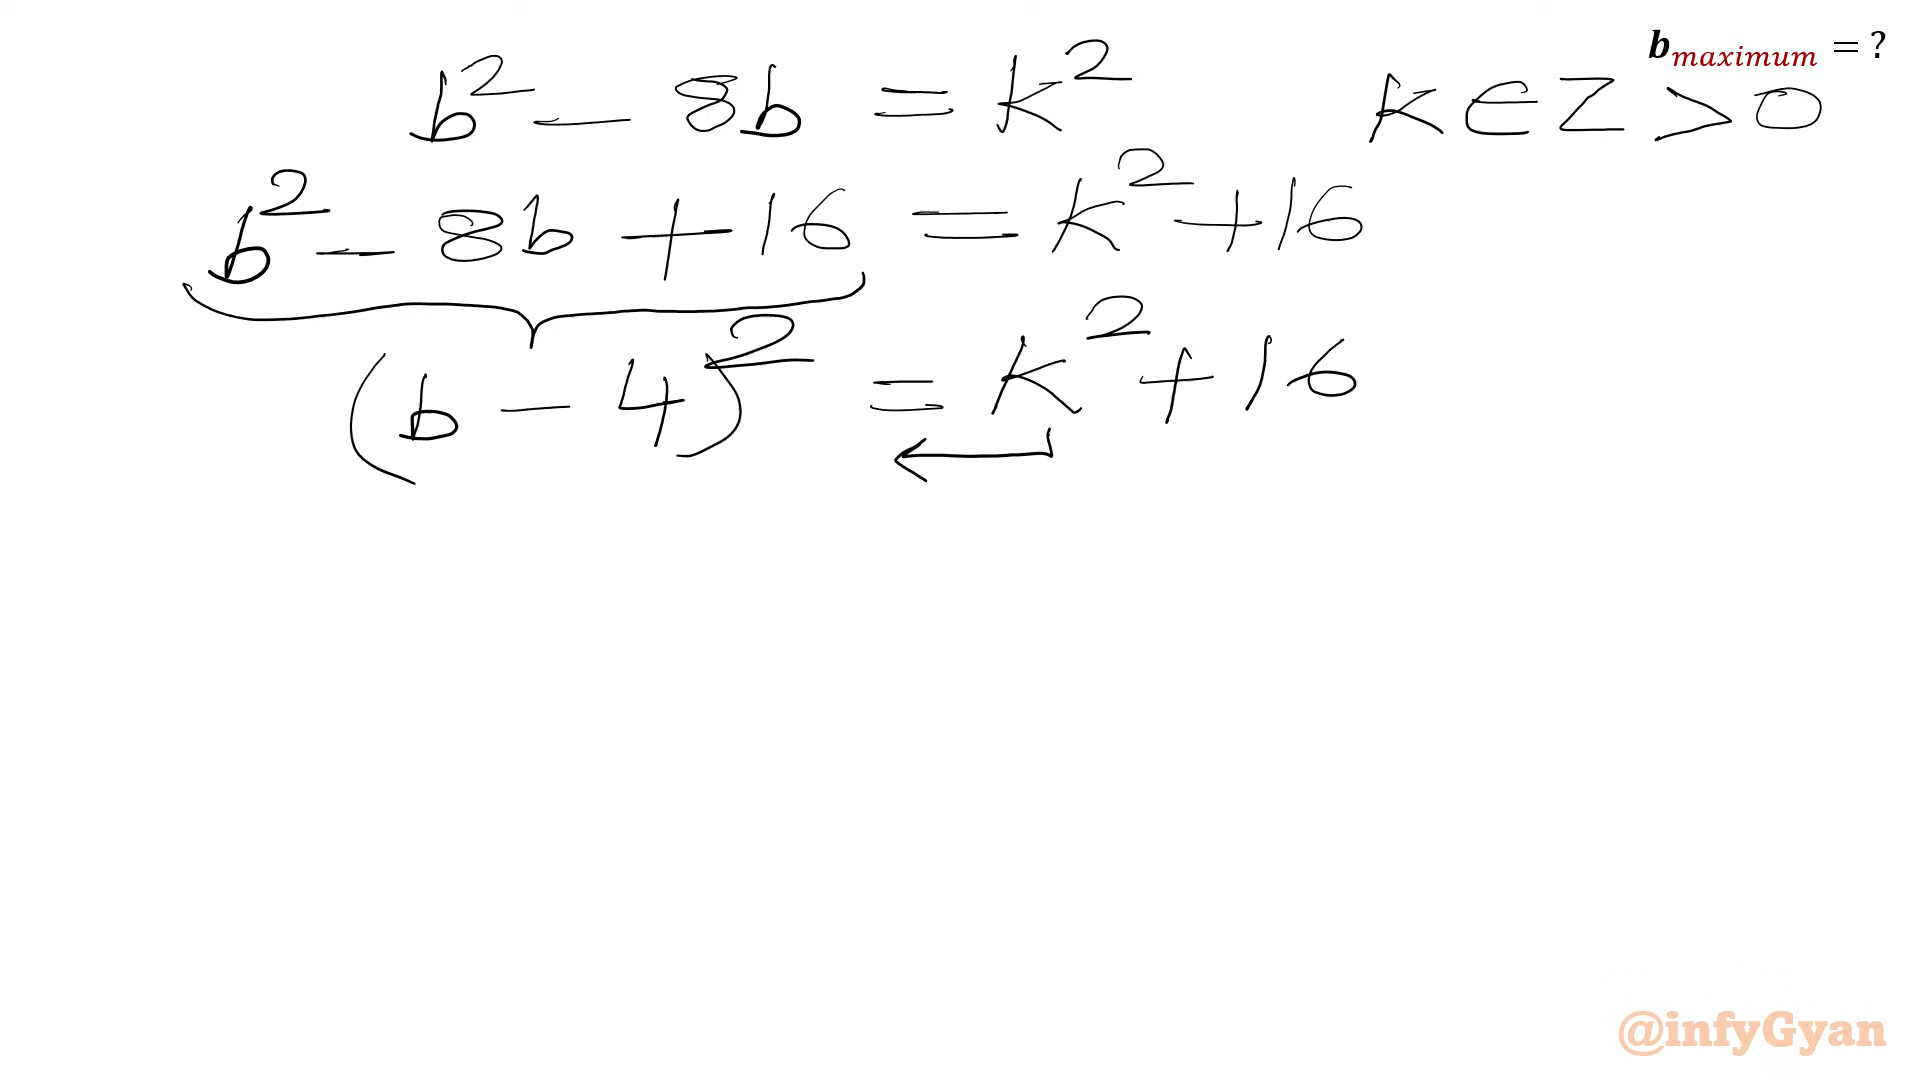 b_maximum = ?
b² - 8b = K²    K ∈ Z > 0
b² - 8b + 16 = K² + 16
(b - 4)² = K² + 16
@infyGyan